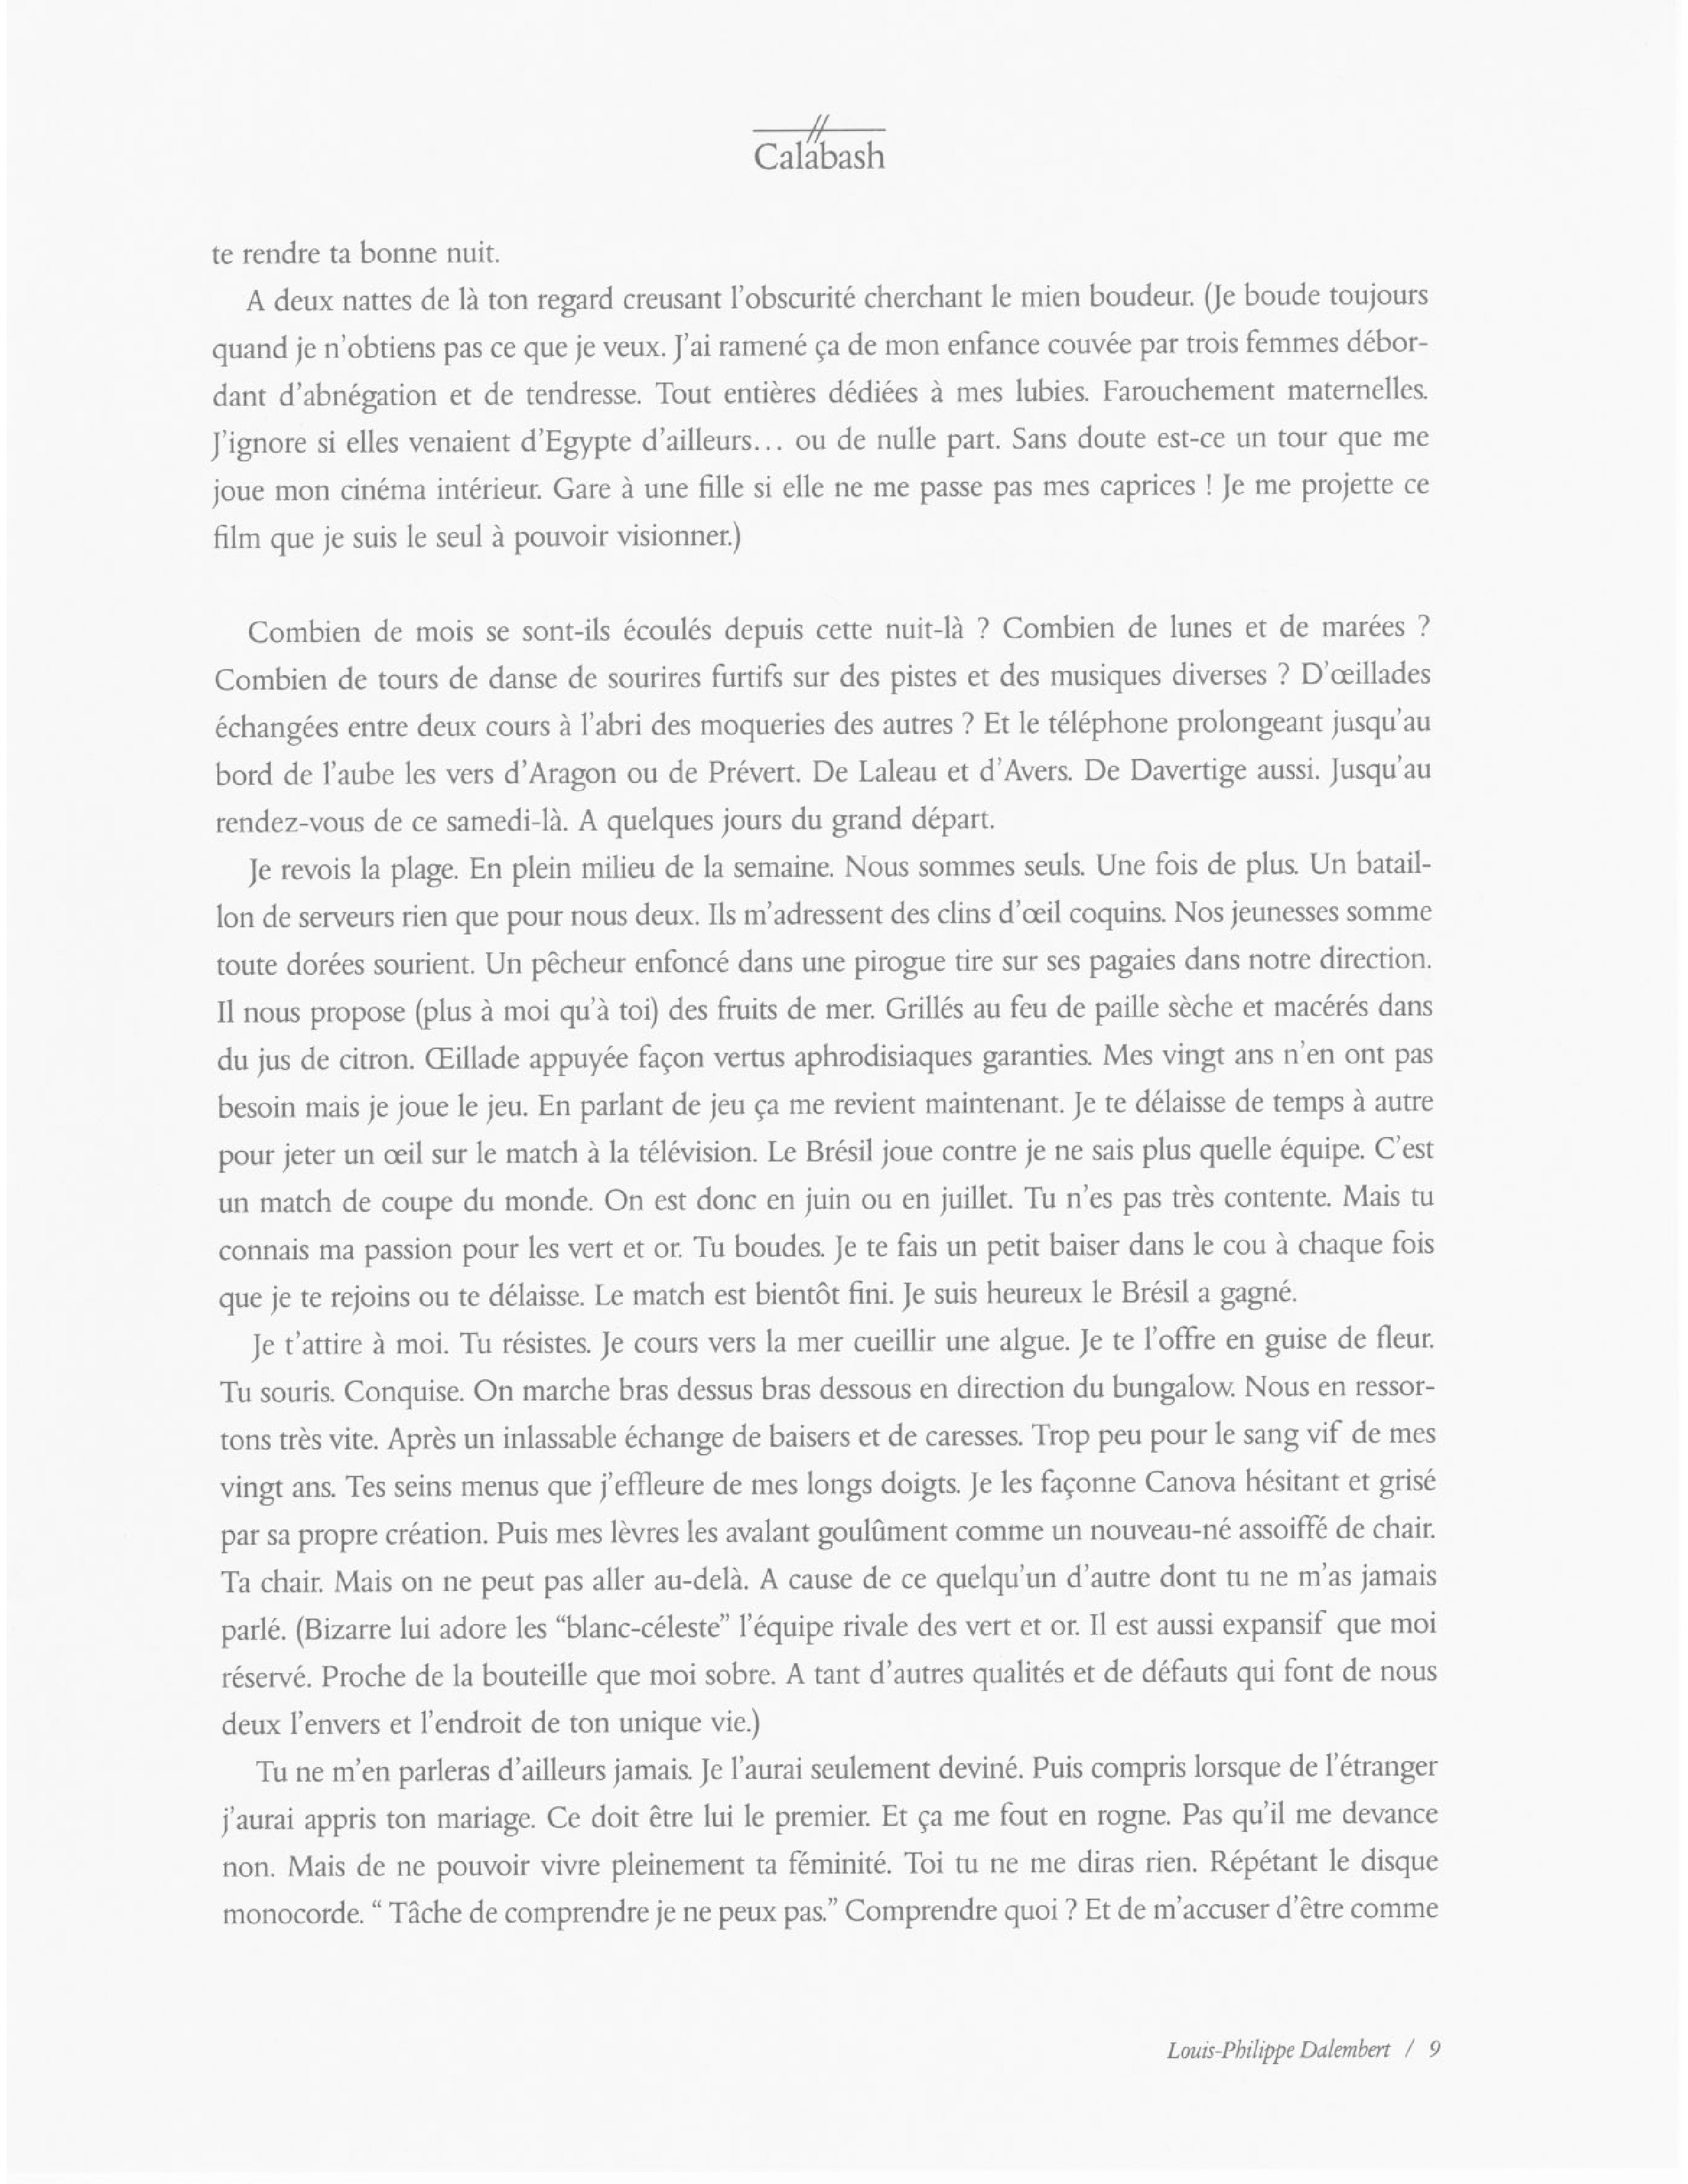 Calabash
te rendre ta bonne nuit.
A deux nattes de là ton regard creusant l'obscurité cherchant le mien boudeur. (Je boude toujours
quand je n'obtiens pas ce que je veux. J'ai ramené ça de mon enfance couvée par trois femmes débor-
dant d'abnégation et de tendresse. Tout entières dédiées à mes lubies. Farouchement maternelles.
J'ignore si elles venaient d'Egypte d'ailleurs... ou de nulle part. Sans doute est-ce un tour que me
joue mon cinéma intérieur. Gare à une fille si elle ne me passe pas mes caprices ! Je me projette ce
film que je suis le seul à pouvoir visionner.)
Combien de mois se sont-ils écoulés depuis cette nuit-là ? Combien de lunes et de marées ?
Combien de tours de danse de sourires furtifs sur des pistes et des musiques diverses ? D'œillades
échangées entre deux cours à l'abri des moqueries des autres ? Et le téléphone prolongeant jusqu'au
bord de l'aube les vers d'Aragon ou de Prévert. De Laleau et d'Avers. De Davertige aussi. Jusqu'au
rendez-vous de ce samedi-là. A quelques jours du grand départ.
Je revois la plage. En plein milieu de la semaine. Nous sommes seuls. Une fois de plus. Un batail-
lon de serveurs rien que pour nous deux. Ils m'adressent des clins d'œil coquins. Nos jeunesses somme
toute dorées sourient. Un pêcheur enfoncé dans une pirogue tire sur ses pagaies dans notre direction.
Il nous propose (plus à moi qu'à toi) des fruits de mer. Grillés au feu de paille sèche et macérés dans
du jus de citron. Œillade appuyée façon vertus aphrodisiaques garanties. Mes vingt ans n'en ont pas
besoin mais je joue le jeu. En parlant de jeu ça me revient maintenant. Je te délaisse de temps à autre
pour jeter un œil sur le match à la télévision. Le Brésil joue contre je ne sais plus quelle équipe. C'est
un match de coupe du monde. On est donc en juin ou en juillet. Tu n'es pas très contente. Mais tu
connais ma passion pour les vert et or. Tu boudes. Je te fais un petit baiser dans le cou à chaque fois
que je te rejoins ou te délaisse. Le match est bientôt fini. Je suis heureux le Brésil a gagné.
Je t'attire à moi. Tu résistes. Je cours vers la mer cueillir une algue. Je te l'offre en guise de fleur.
Tu souris. Conquise. On marche bras dessus bras dessous en direction du bungalow. Nous en ressor-
tons très vite. Après un inlassable échange de baisers et de caresses. Trop peu pour le sang vif de mes
vingt ans. Tes seins menus que j'effleure de mes longs doigts. Je les façonne Canova hésitant et grisé
par sa propre création. Puis mes lèvres les avalant goulûment comme un nouveau-né assoiffé de chair.
Ta chair. Mais on ne peut pas aller au-delà. A cause de ce quelqu'un d'autre dont tu ne m'as jamais
parlé. (Bizarre lui adore les “blanc-céleste” l'équipe rivale des vert et or. Il est aussi expansif que moi
réservé. Proche de la bouteille que moi sobre. A tant d'autres qualités et de défauts qui font de nous
deux l'envers et l'endroit de ton unique vie.)
Tu ne m'en parleras d'ailleurs jamais. Je l'aurai seulement deviné. Puis compris lorsque de l'étranger
j'aurai appris ton mariage. Ce doit être lui le premier. Et ça me fout en rogne. Pas qu'il me devance
non. Mais de ne pouvoir vivre pleinement ta féminité. Toi tu ne me diras rien. Répétant le disque
monocorde. “ Tâche de comprendre je ne peux pas.” Comprendre quoi ? Et de m'accuser d'être comme
Louis-Philippe Dalembert / 9